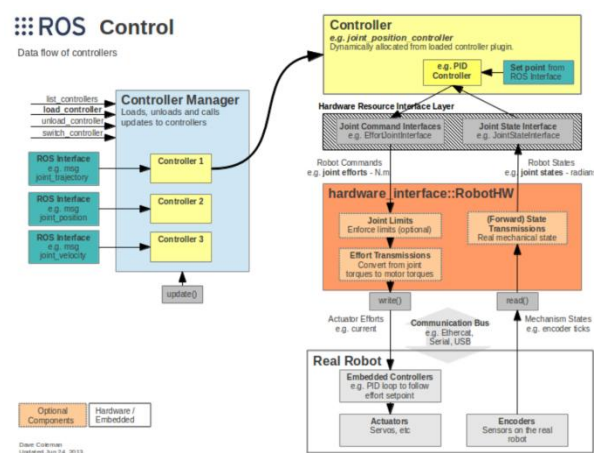 ROS Control
Data flow of controllers
list_controllers
load_controller
unload_controller
switch_controller
Controller Manager
Loads, unloads and calls
updates to controllers
ROS Interface
e.g. msg
joint_trajectory
Controller 1
ROS Interface
e.g. msg
joint_position
Controller 2
ROS Interface
e.g. msg
joint_velocity
Controller 3
update()
Controller
e.g. joint_position_controller
Dynamically allocated from loaded controller plugin.
e.g. PID
Controller
Set point from
ROS Interface
Hardware Resource Interface Layer
Joint Command Interfaces
e.g. EffortJointInterface
Joint State Interface
e.g. JointStateInterface
Robot Commands
e.g. joint efforts - N.m
Robot States
e.g. joint states - radians
hardware_interface::RobotHW
Joint Limits
Enforce limits (optional)
Effort Transmissions
Convert from joint
torques to motor torques
(Forward) State
Transmissions
Real mechanical state
write()
read()
Actuator Efforts
e.g. current
Communication Bus
e.g. Ethercat,
Serial, USB
Mechanism States
e.g. encoder ticks
Real Robot
Embedded Controllers
e.g. PID loop to follow
effort setpoint
Actuators
Servos, etc
Encoders
Sensors on the real
robot
Optional
Components
Hardware /
Embedded
Dave Coleman
Updated Jun 24, 2013